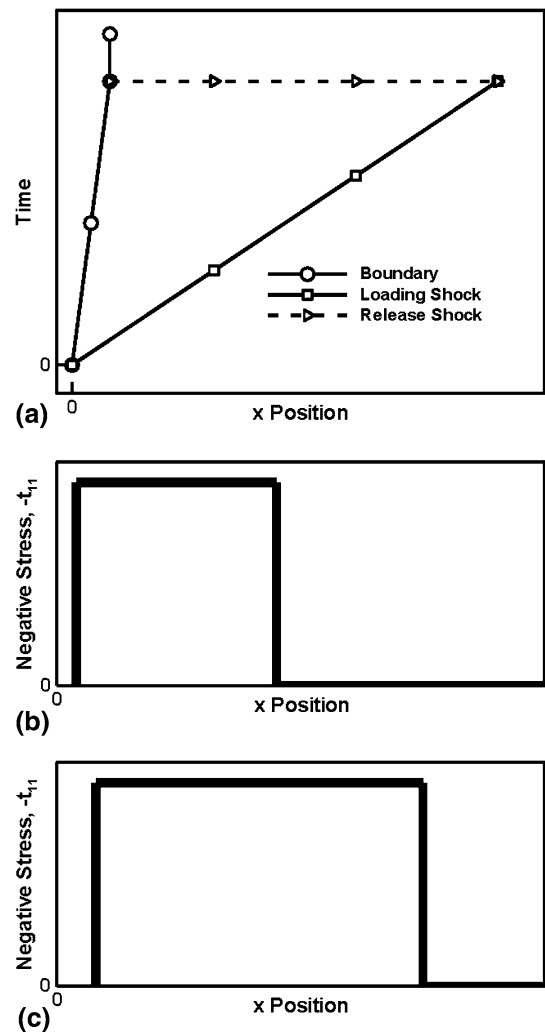 Time
Boundary
Loading Shock
Release Shock
0
0
(a)
x Position
Negative Stress, -t₁₁
0
0
x Position
(b)
Negative Stress, -t₁₁
0
0
x Position
(c)